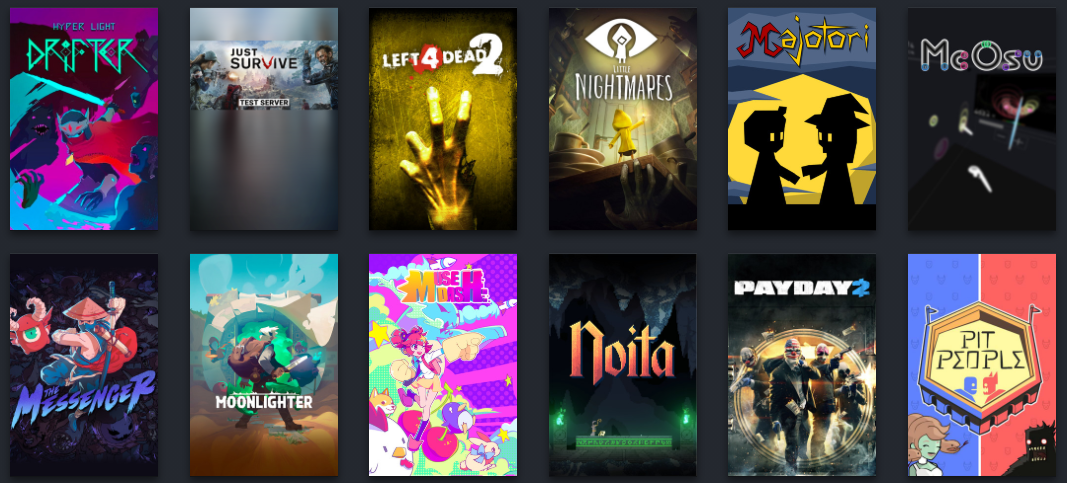 HYPER LIGHT
DRIFTER
JUST
SURVIVE
TEST SERVER
LEFT 4 DEAD 2
LITTLE
NIGHTMARES
Majotori
McOsu
THE
MESSENGER
MOONLIGHTER
MUSE
DASH
Noita
PAYDAY 2
PIT
PEOPLE